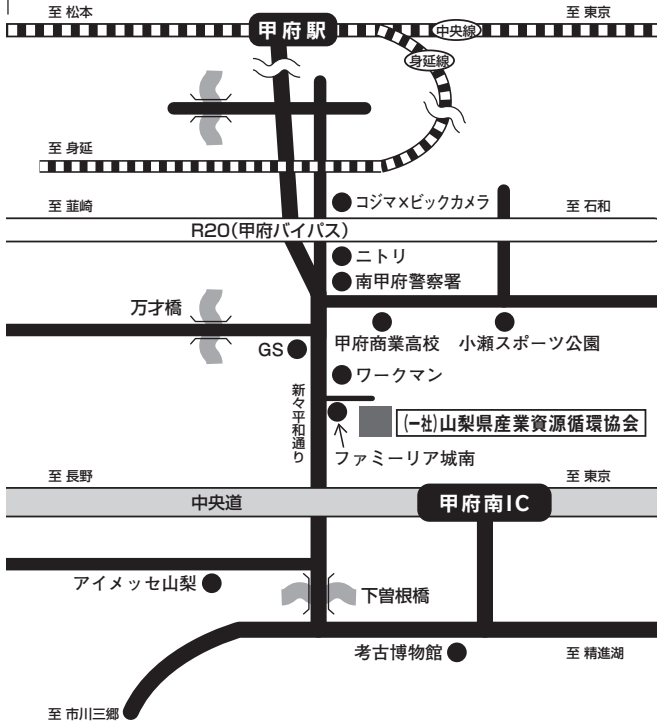 至 松本
甲府駅
中央線
至 東京
身延線
至 身延
コジマ×ビックカメラ
至 韮崎
至 石和
R20(甲府バイパス)
ニトリ
南甲府警察署
万才橋
甲府商業高校
小瀬スポーツ公園
GS
ワークマン
新々平和通り
(一社)山梨県産業資源循環協会
ファミーリア城南
至 長野
至 東京
中央道
甲府南IC
アイメッセ山梨
下曽根橋
考古博物館
至 精進湖
至 市川三郷